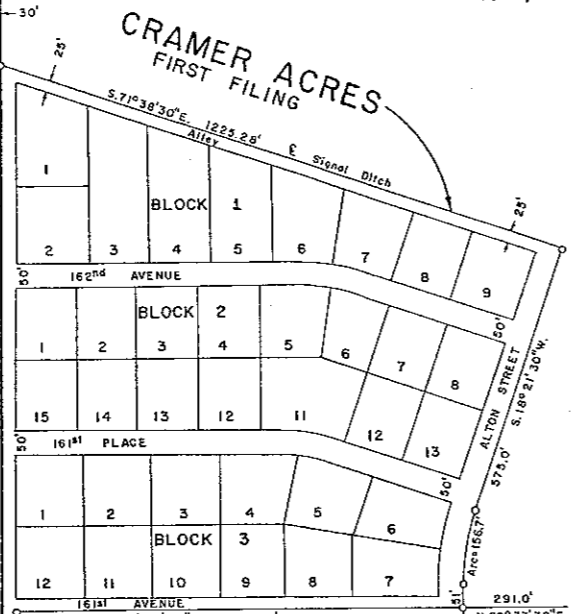 30'
CRAMER ACRES
FIRST FILING
25'
S.71°38'30"E. 1225.28'
Alley
℄ Signal Ditch
25'
1
BLOCK 1
2 3 4 5 6 7 8 9
50'
162nd AVENUE
BLOCK 2
1 2 3 4 5 6 7 8
50'
ALTON STREET
S.18°21'30"W.
575.0'
15 14 13 12 11 12 13
50'
161st PLACE
50'
1 2 3 4 5 6
Arc=156.7'
BLOCK 3
12 11 10 9 8 7
161st AVENUE
51'
291.0'